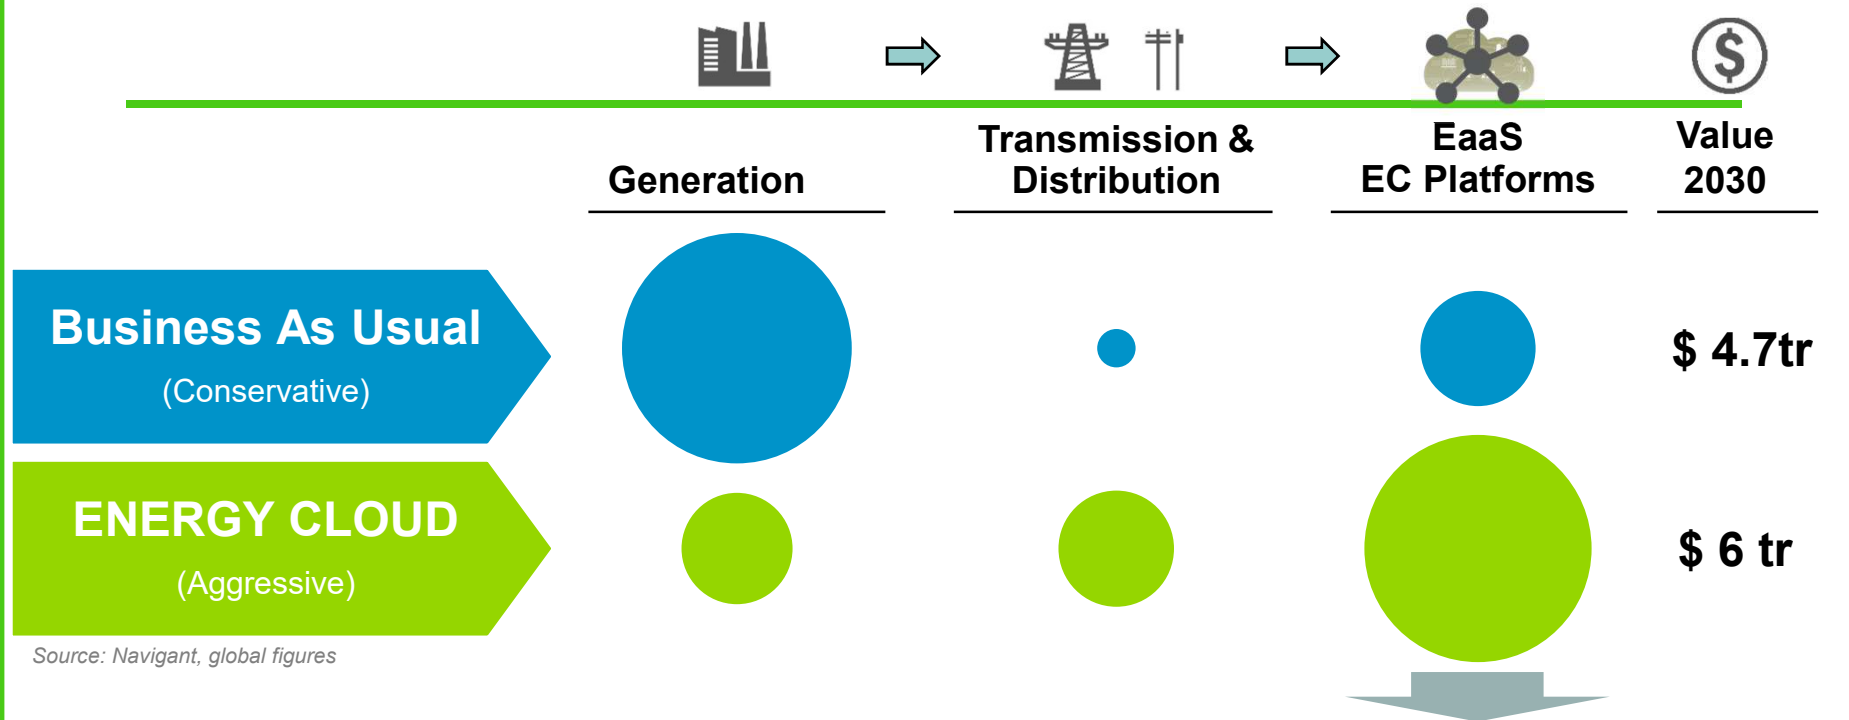 Generation
Transmission &
Distribution
EaaS
EC Platforms
Value
2030
Business As Usual
(Conservative)
$ 4.7tr
ENERGY CLOUD
(Aggressive)
$ 6 tr
Source: Navigant, global figures